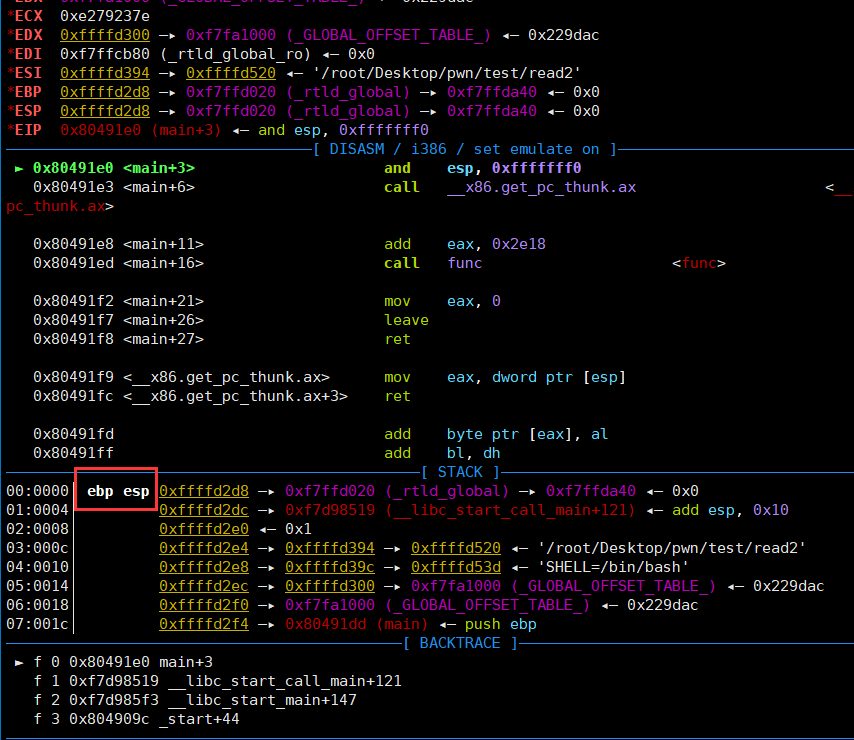 *ECX  0xe279237e
*EDX  0xffffd300 —▸ 0xf7fa1000 (_GLOBAL_OFFSET_TABLE_) ◂— 0x229dac
*EDI  0xf7ffcb80 (_rtld_global_ro) ◂— 0x0
*ESI  0xffffd394 —▸ 0xffffd520 ◂— '/root/Desktop/pwn/test/read2'
*EBP  0xffffd2d8 —▸ 0xf7ffd020 (_rtld_global) —▸ 0xf7ffda40 ◂— 0x0
*ESP  0xffffd2d8 —▸ 0xf7ffd020 (_rtld_global) —▸ 0xf7ffda40 ◂— 0x0
*EIP  0x80491e0 (main+3) ◂— and esp, 0xfffffff0
[ DISASM / i386 / set emulate on ]
► 0x80491e0 <main+3> and esp, 0xfffffff0
0x80491e3 <main+6> call __x86.get_pc_thunk.ax <__
pc_thunk.ax>
0x80491e8 <main+11> add eax, 0x2e18
0x80491ed <main+16> call func <func>
0x80491f2 <main+21> mov eax, 0
0x80491f7 <main+26> leave
0x80491f8 <main+27> ret
0x80491f9 <__x86.get_pc_thunk.ax> mov eax, dword ptr [esp]
0x80491fc <__x86.get_pc_thunk.ax+3> ret
0x80491fd add byte ptr [eax], al
0x80491ff add bl, dh
[ STACK ]
00:0000│ ebp esp 0xffffd2d8 —▸ 0xf7ffd020 (_rtld_global) —▸ 0xf7ffda40 ◂— 0x0
01:0004│ 0xffffd2dc —▸ 0xf7d98519 (__libc_start_call_main+121) ◂— add esp, 0x10
02:0008│ 0xffffd2e0 ◂— 0x1
03:000c│ 0xffffd2e4 —▸ 0xffffd394 —▸ 0xffffd520 ◂— '/root/Desktop/pwn/test/read2'
04:0010│ 0xffffd2e8 —▸ 0xffffd39c —▸ 0xffffd53d ◂— 'SHELL=/bin/bash'
05:0014│ 0xffffd2ec —▸ 0xffffd300 —▸ 0xf7fa1000 (_GLOBAL_OFFSET_TABLE_) ◂— 0x229dac
06:0018│ 0xffffd2f0 —▸ 0xf7fa1000 (_GLOBAL_OFFSET_TABLE_) ◂— 0x229dac
07:001c│ 0xffffd2f4 —▸ 0x80491dd (main) ◂— push ebp
[ BACKTRACE ]
► f 0 0x80491e0 main+3
f 1 0xf7d98519 __libc_start_call_main+121
f 2 0xf7d985f3 __libc_start_main+147
f 3 0x804909c _start+44